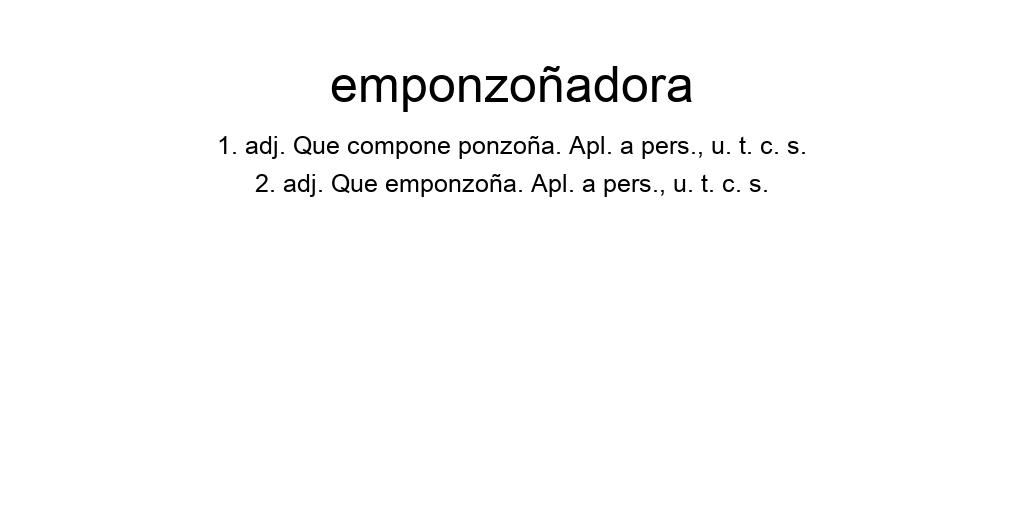 emponzoñadora
1. adj. Que compone ponzoña. Apl. a pers., u. t. c. s.
2. adj. Que emponzoña. Apl. a pers., u. t. c. s.